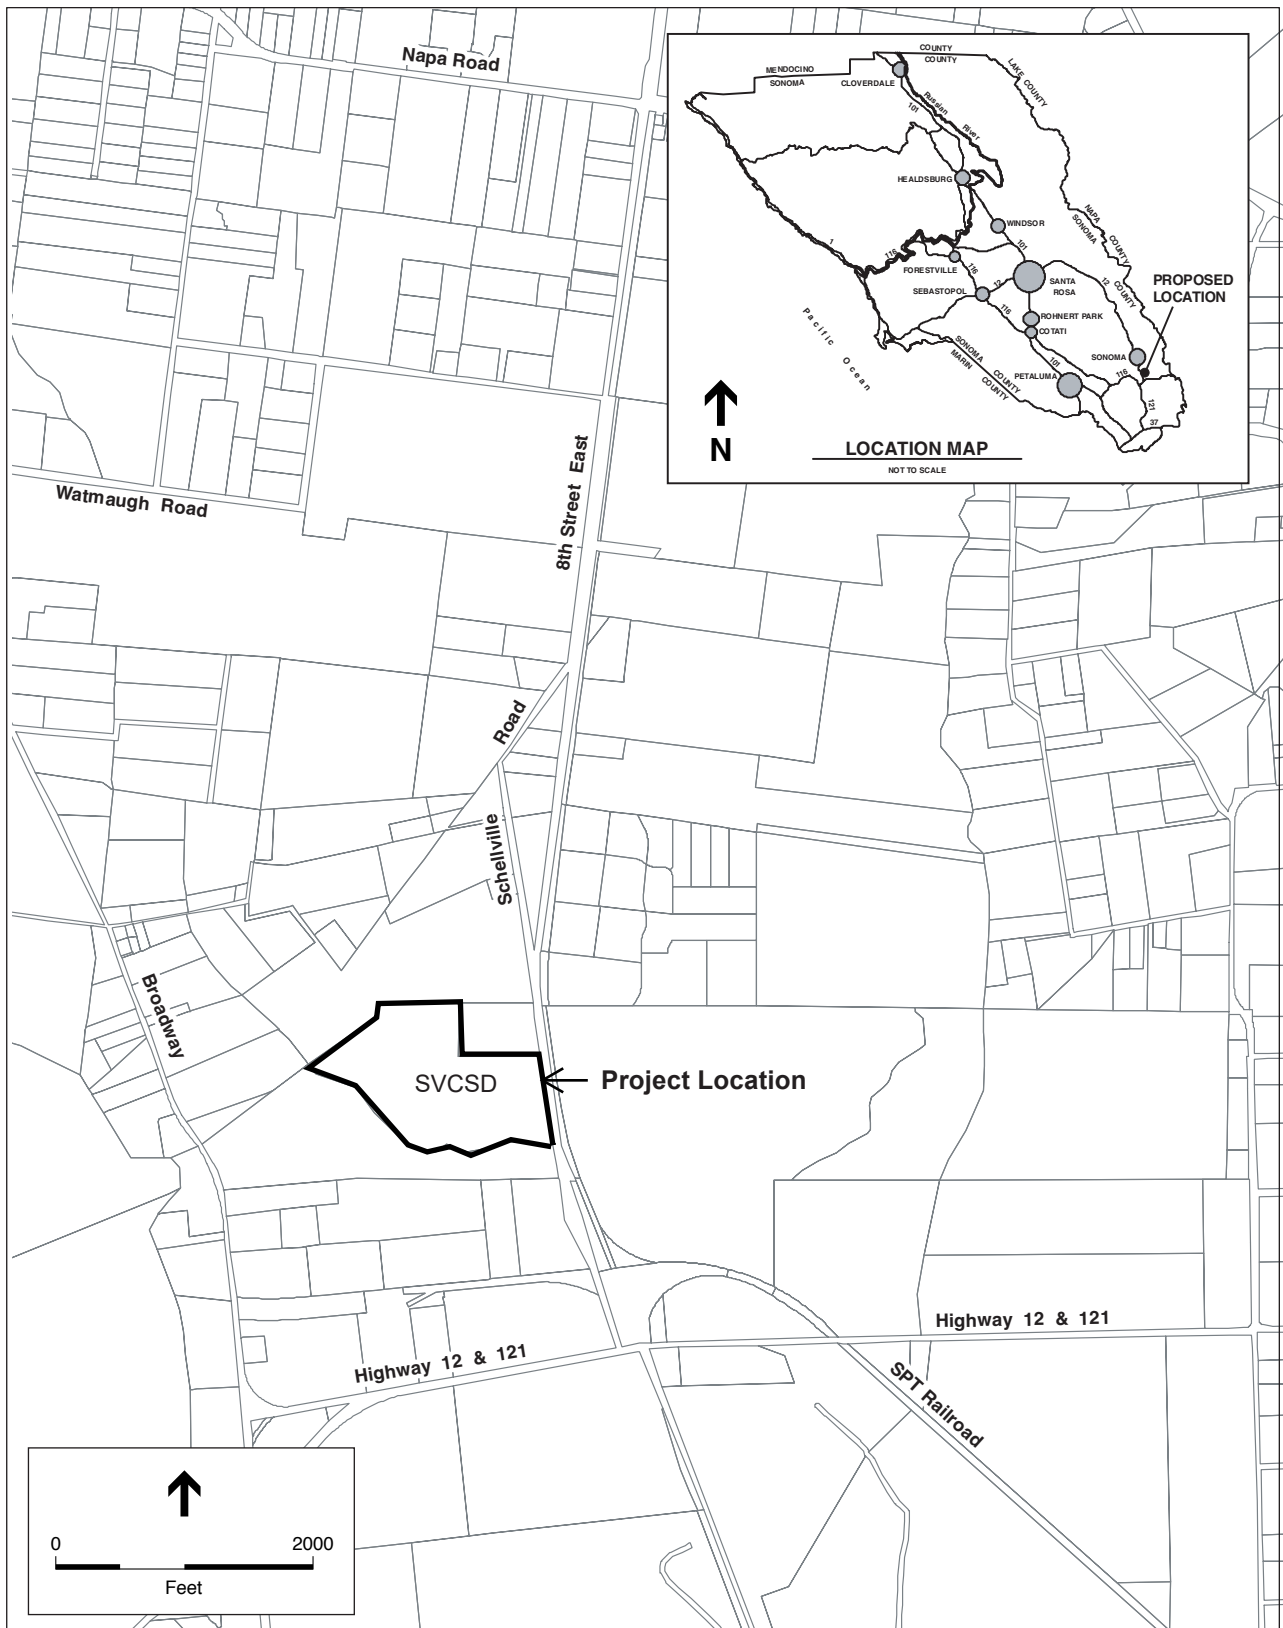 Napa Road
COUNTY
COUNTY
LAKE COUNTY
MENDOCINO
SONOMA
CLOVERDALE
101
Russian
River
HEALDSBURG
NAPA COUNTY
SONOMA COUNTY
WINDSOR
1
116
101
FORESTVILLE
116
12
SANTA
ROSA
12
PROPOSED
LOCATION
SEBASTOPOL
116
ROHNERT PARK
COTATI
Pacific Ocean
SONOMA COUNTY
MARIN COUNTY
101
SONOMA
116
PETALUMA
121
37
N
LOCATION MAP
NOT TO SCALE
8th Street East
Watmaugh Road
Schellville Road
Broadway
SVCSD
Project Location
Highway 12 & 121
Highway 12 & 121
SPT Railroad
0
2000
Feet